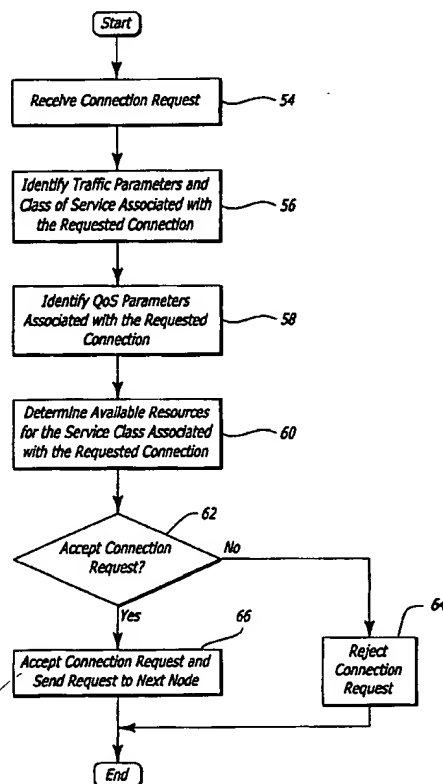 Start
Receive Connection Request
54
Identify Traffic Parameters and
Class of Service Associated with
the Requested Connection
56
Identify QoS Parameters
Associated with the Requested
Connection
58
Determine Available Resources
for the Service Class Associated
with the Requested Connection
60
62
Accept Connection
Request?
No
Yes
66
Accept Connection Request and
Send Request to Next Node
64
Reject
Connection
Request
End